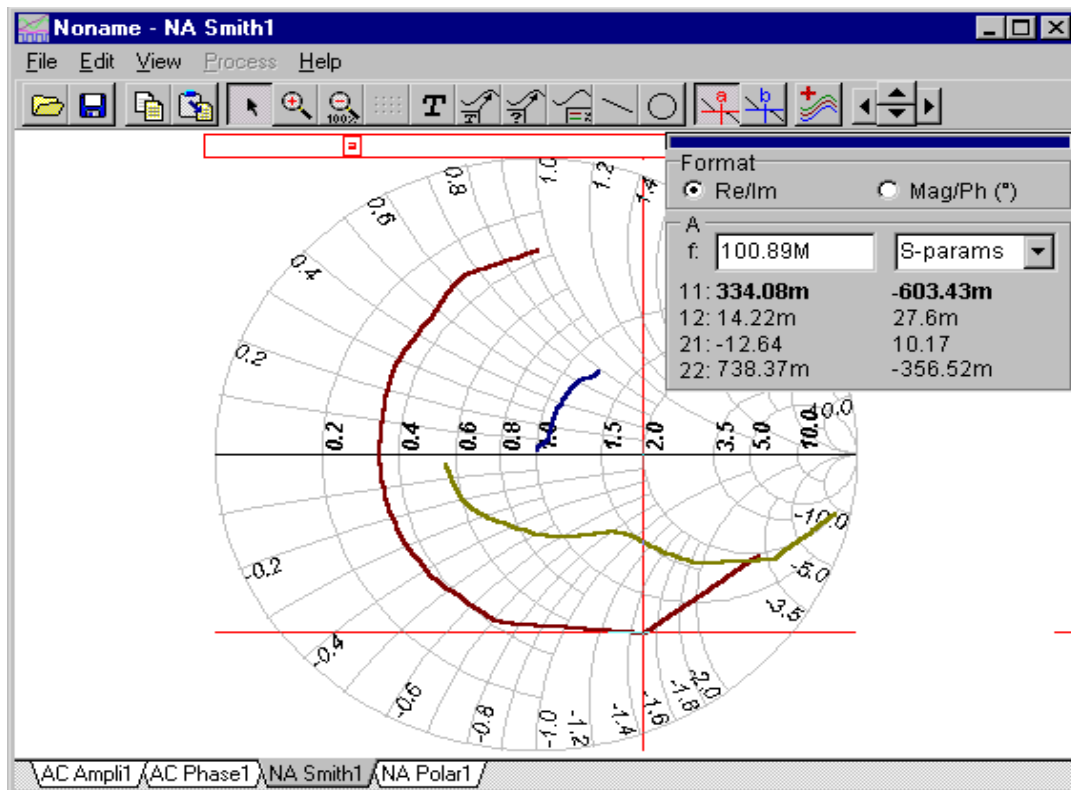 Noname - NA Smith1
File Edit View Process Help
100% T T ? = a b
a
Format
Re/Im Mag/Ph (°)
A
f: 100.89M S-params
11: 334.08m -603.43m
12: 14.22m 27.6m
21: -12.64 10.17
22: 738.37m -356.52m
0.2
0.4
0.6
0.8
1.0
1.2
1.4
10.0
0.2 0.4 0.6 0.8 1.0 1.5 2.0 3.5 5.0 10.0
-10.0
-5.0
-3.5
-2.0
-1.8
-1.6
-1.4
-1.2
-1.0
-0.8
-0.6
-0.4
-0.2
AC Ampli1 AC Phase1 NA Smith1 NA Polar1